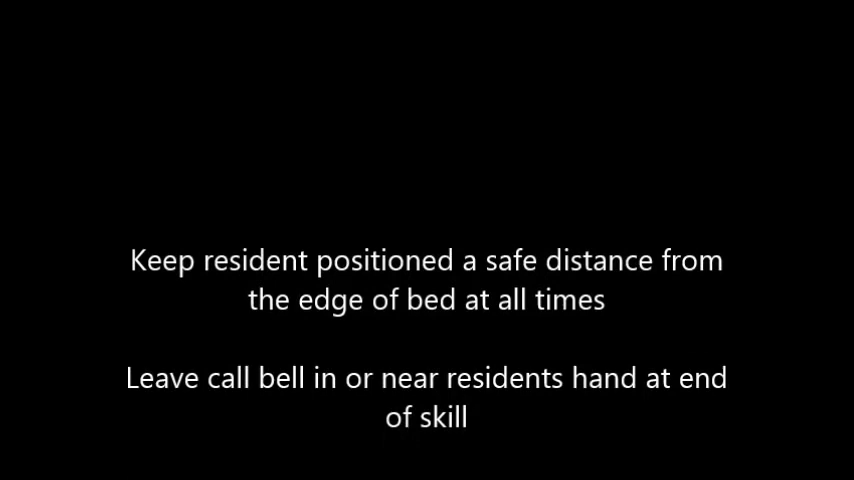 Keep resident positioned a safe distance from
the edge of bed at all times
Leave call bell in or near residents hand at end
of skill